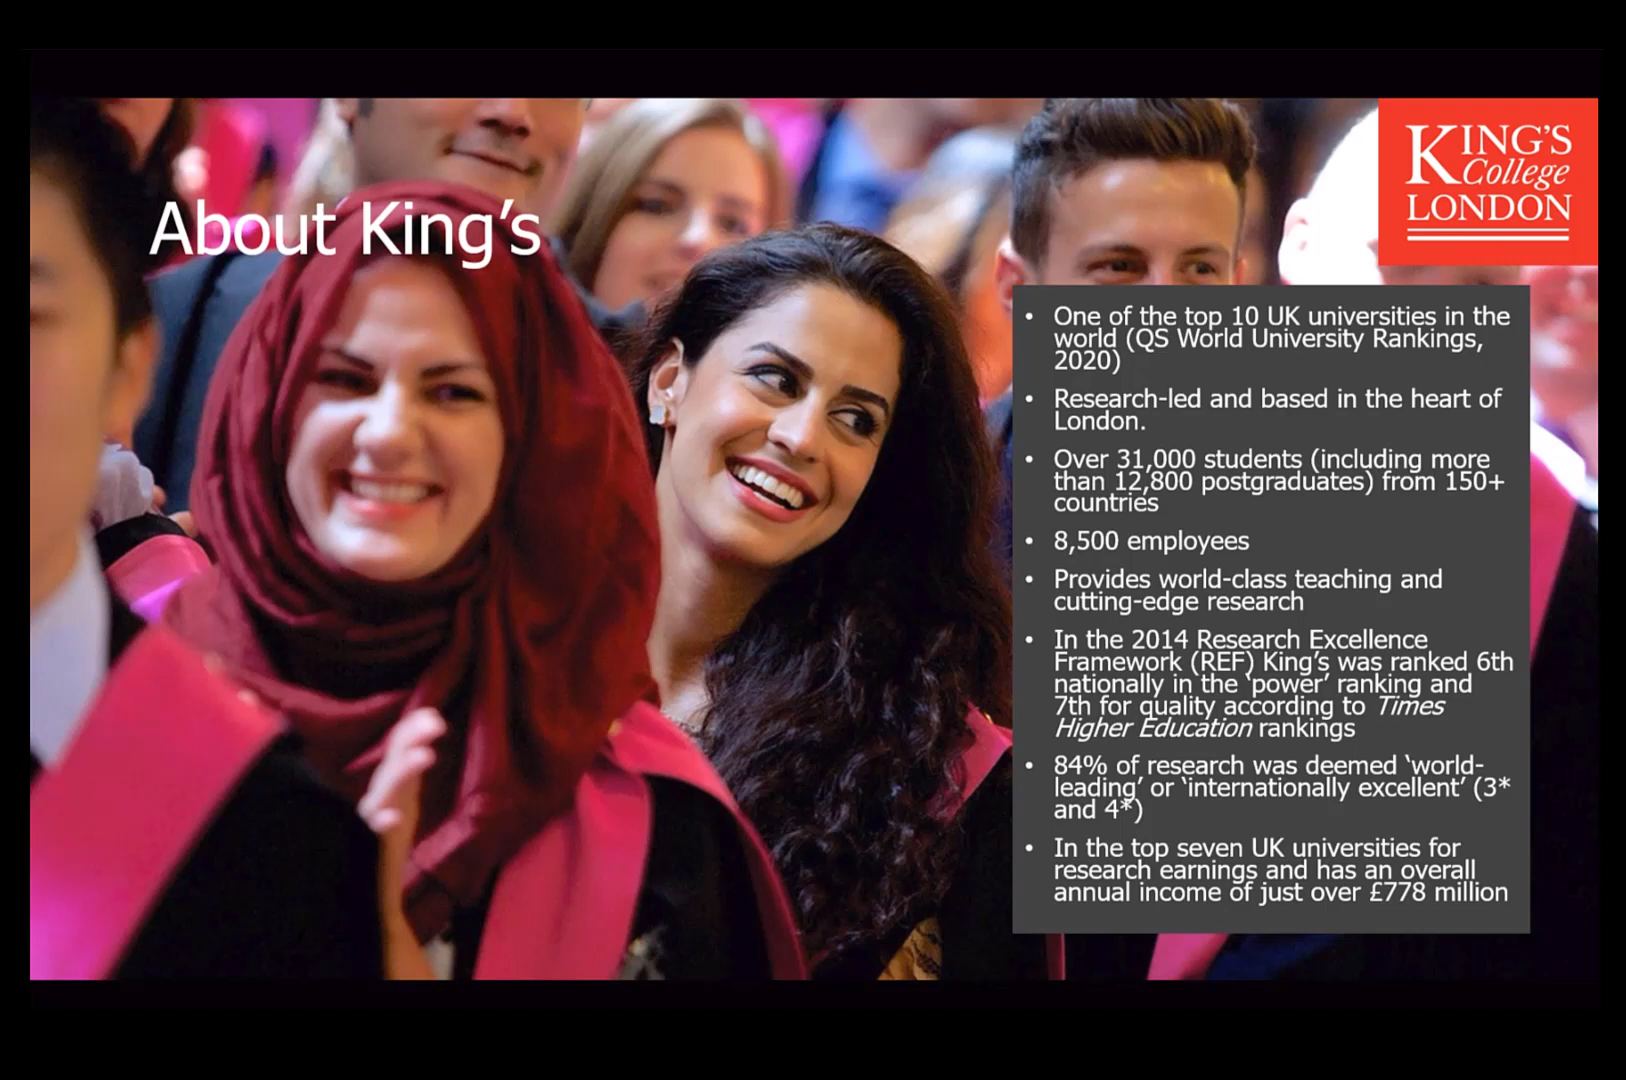 About King's
KING'S
College
LONDON
• One of the top 10 UK universities in the
world (QS World University Rankings,
2020)
• Research-led and based in the heart of
London.
• Over 31,000 students (including more
than 12,800 postgraduates) from 150+
countries
• 8,500 employees
• Provides world-class teaching and
cutting-edge research
• In the 2014 Research Excellence
Framework (REF) King's was ranked 6th
nationally in the 'power' ranking and
7th for quality according to Times
Higher Education rankings
• 84% of research was deemed 'world-
leading' or 'internationally excellent' (3*
and 4*)
• In the top seven UK universities for
research earnings and has an overall
annual income of just over £778 million